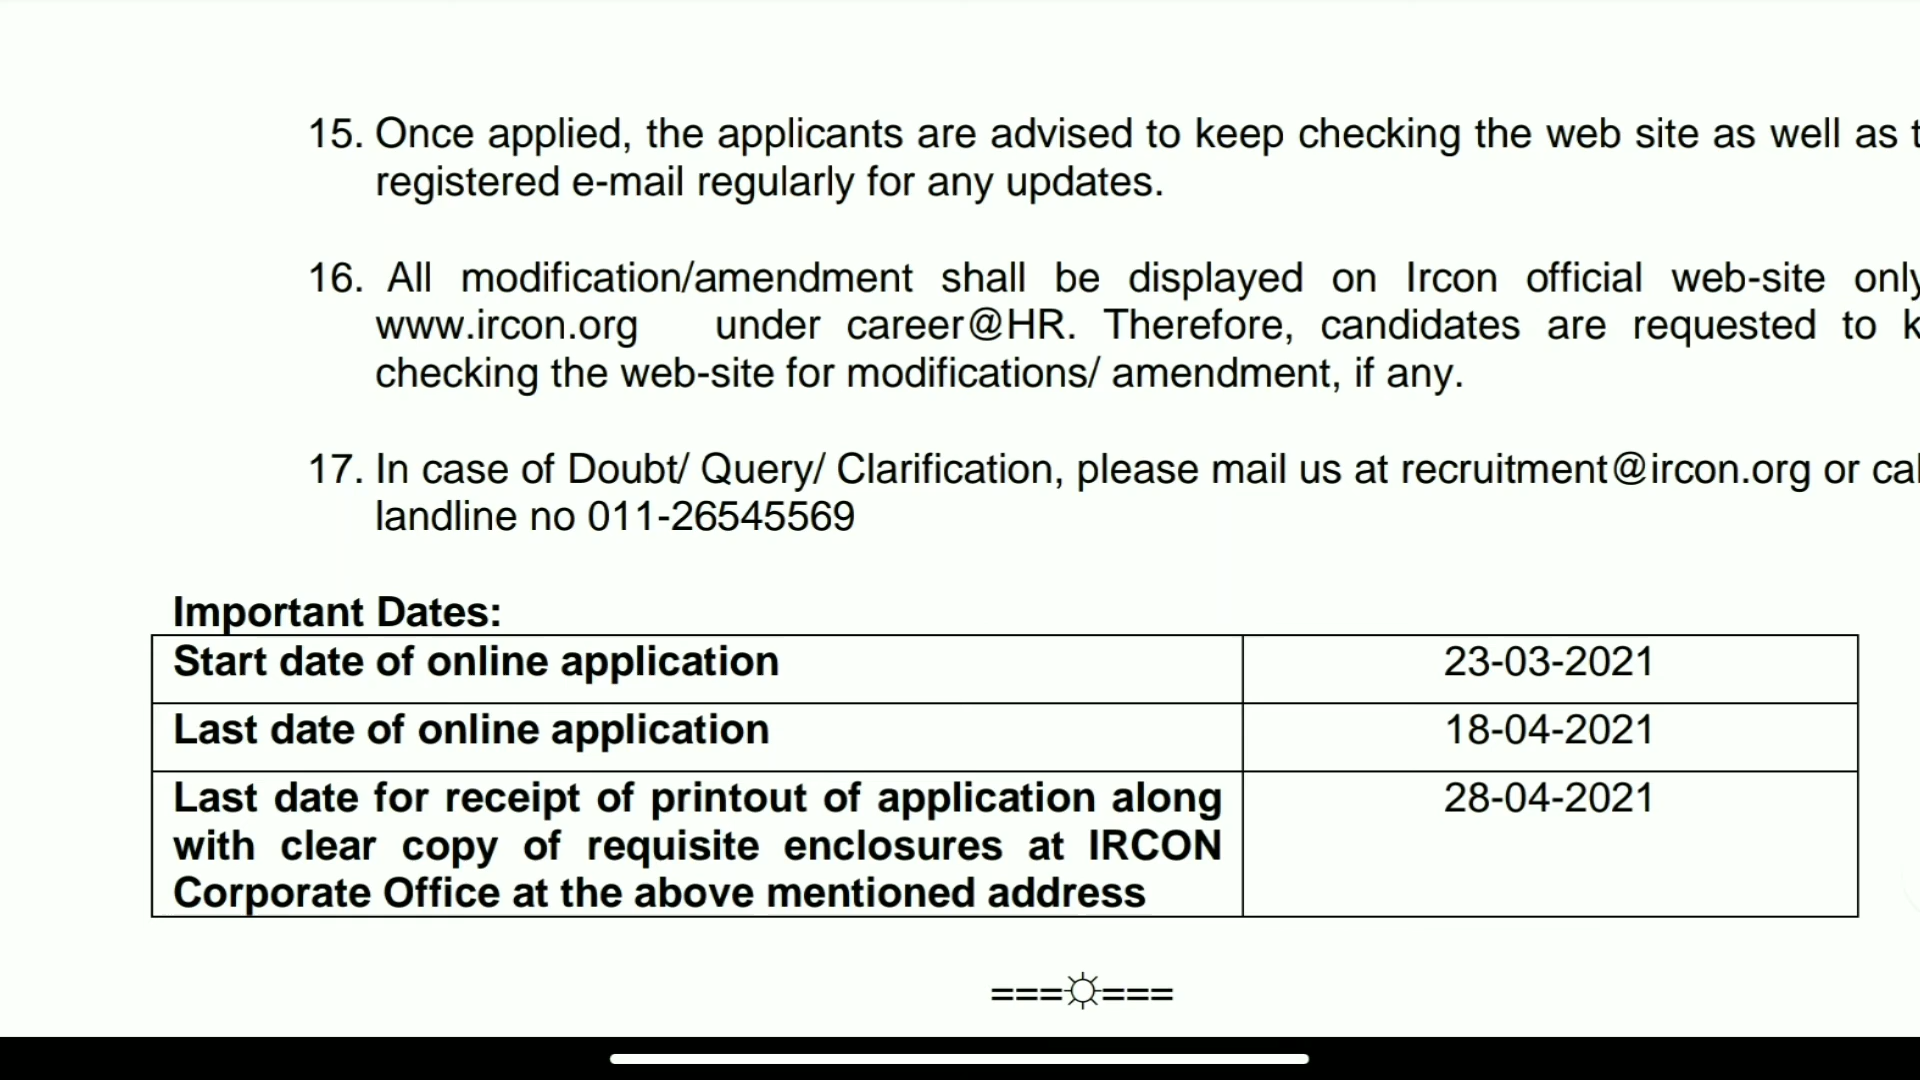 15. Once applied, the applicants are advised to keep checking the web site as well as
registered e-mail regularly for any updates.
16. All modification/amendment shall be displayed on Ircon official web-site only
www.ircon.org under career@HR. Therefore, candidates are requested to
checking the web-site for modifications/ amendment, if any.
17. In case of Doubt/ Query/ Clarification, please mail us at recruitment@ircon.org or
landline no 011-26545569
Important Dates:
Start date of online application 23-03-2021
Last date of online application 18-04-2021
Last date for receipt of printout of application along 28-04-2021
with clear copy of requisite enclosures at IRCON
Corporate Office at the above mentioned address
===☼===